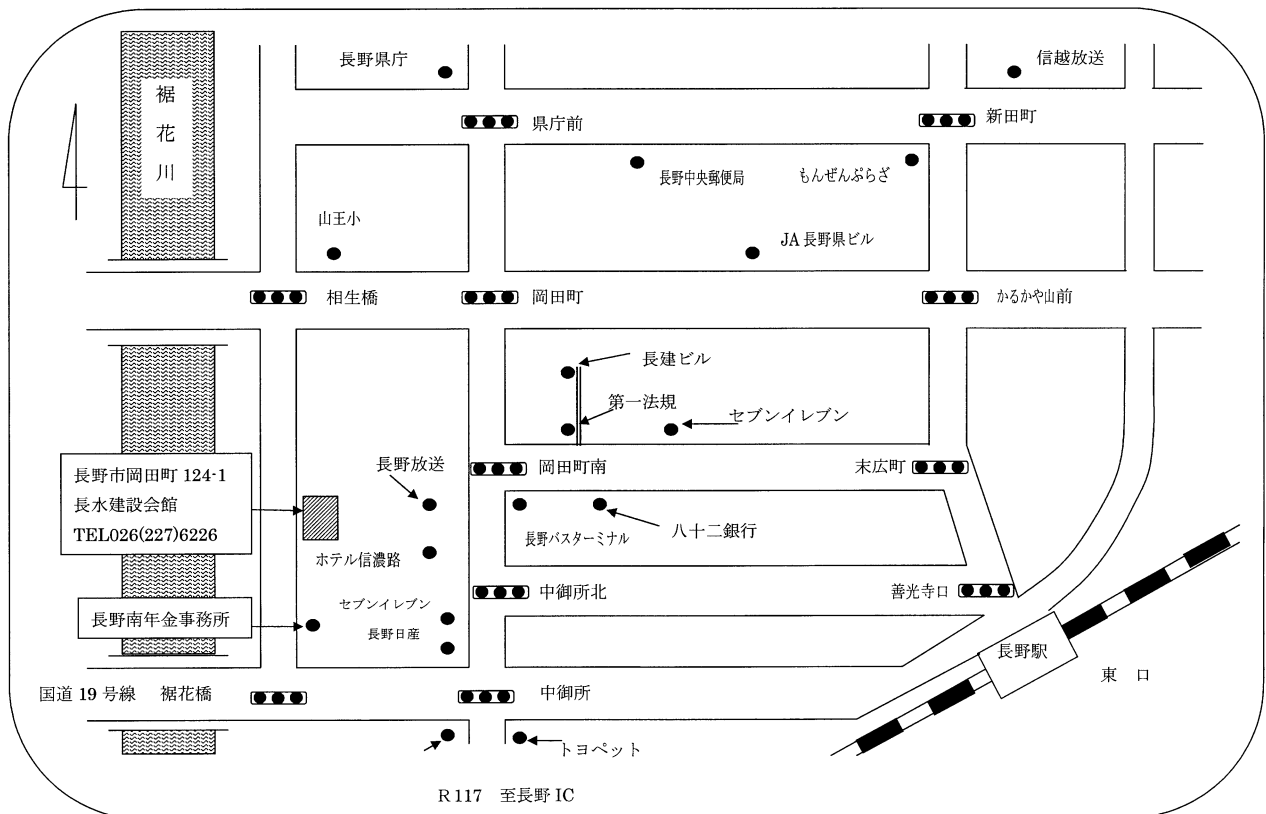 長野県庁
信越放送
裾花川
県庁前
新田町
長野中央郵便局
もんぜんぷらざ
山王小
JA長野県ビル
相生橋
岡田町
かるかや山前
長建ビル
第一法規
セブンイレブン
長野放送
岡田町南
末広町
長野市岡田町 124-1
長水建設会館
TEL026(227)6226
長野バスターミナル
八十二銀行
ホテル信濃路
中御所北
善光寺口
セブンイレブン
長野南年金事務所
長野日産
長野駅
東 口
国道 19 号線 裾花橋
中御所
トヨペット
R117 至長野 IC